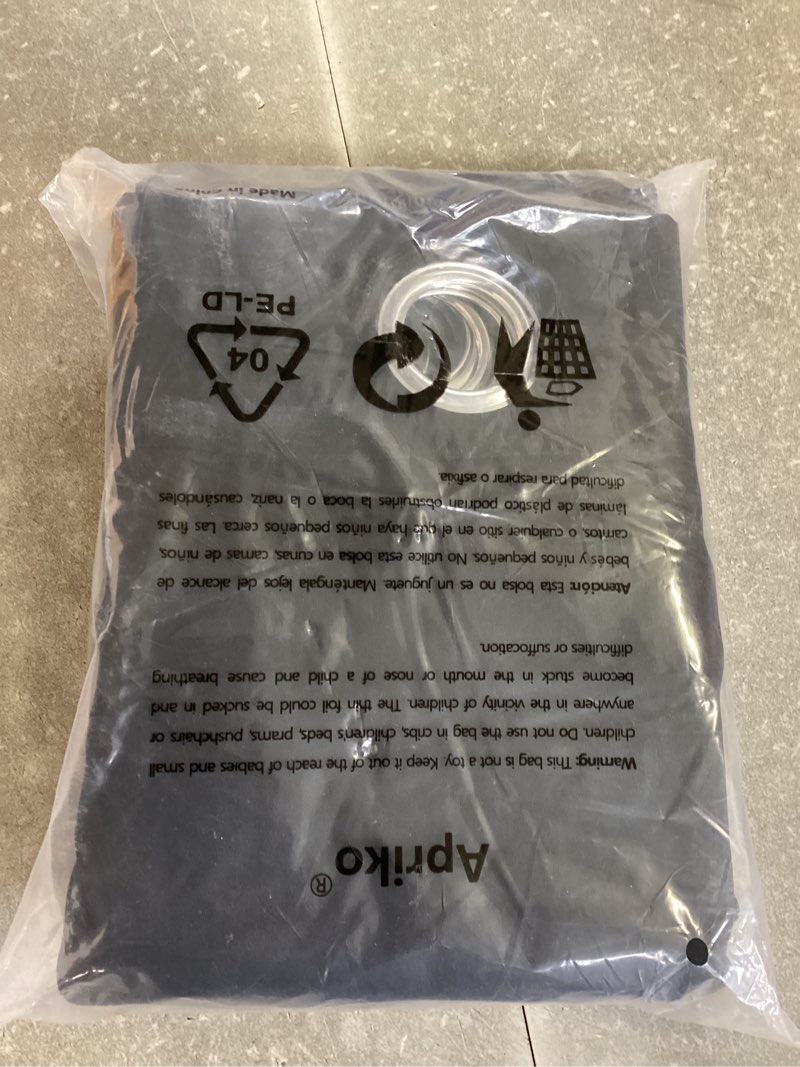 Apriko®
Warning: This bag is not a toy. Keep it out of the reach of babies and small
children. Do not use the bag in cribs, children's beds, prams, pushchairs or
anywhere in the vicinity of children. The thin foil could be sucked in and
become stuck in the mouth or nose of a child and cause breathing
difficulties or suffocation.
Atención: Esta bolsa no es un juguete. Manténgala lejos del alcance de
bebés y niños pequeños. No utilice esta bolsa en cunas, camas de niños,
carritos, o cualquier sitio en el que haya niños pequeños cerca. Las finas
láminas de plástico podrían obstruirles la boca o la nariz, causándoles
dificultad para respirar o asfixia.
04
PE-LD
Made in China